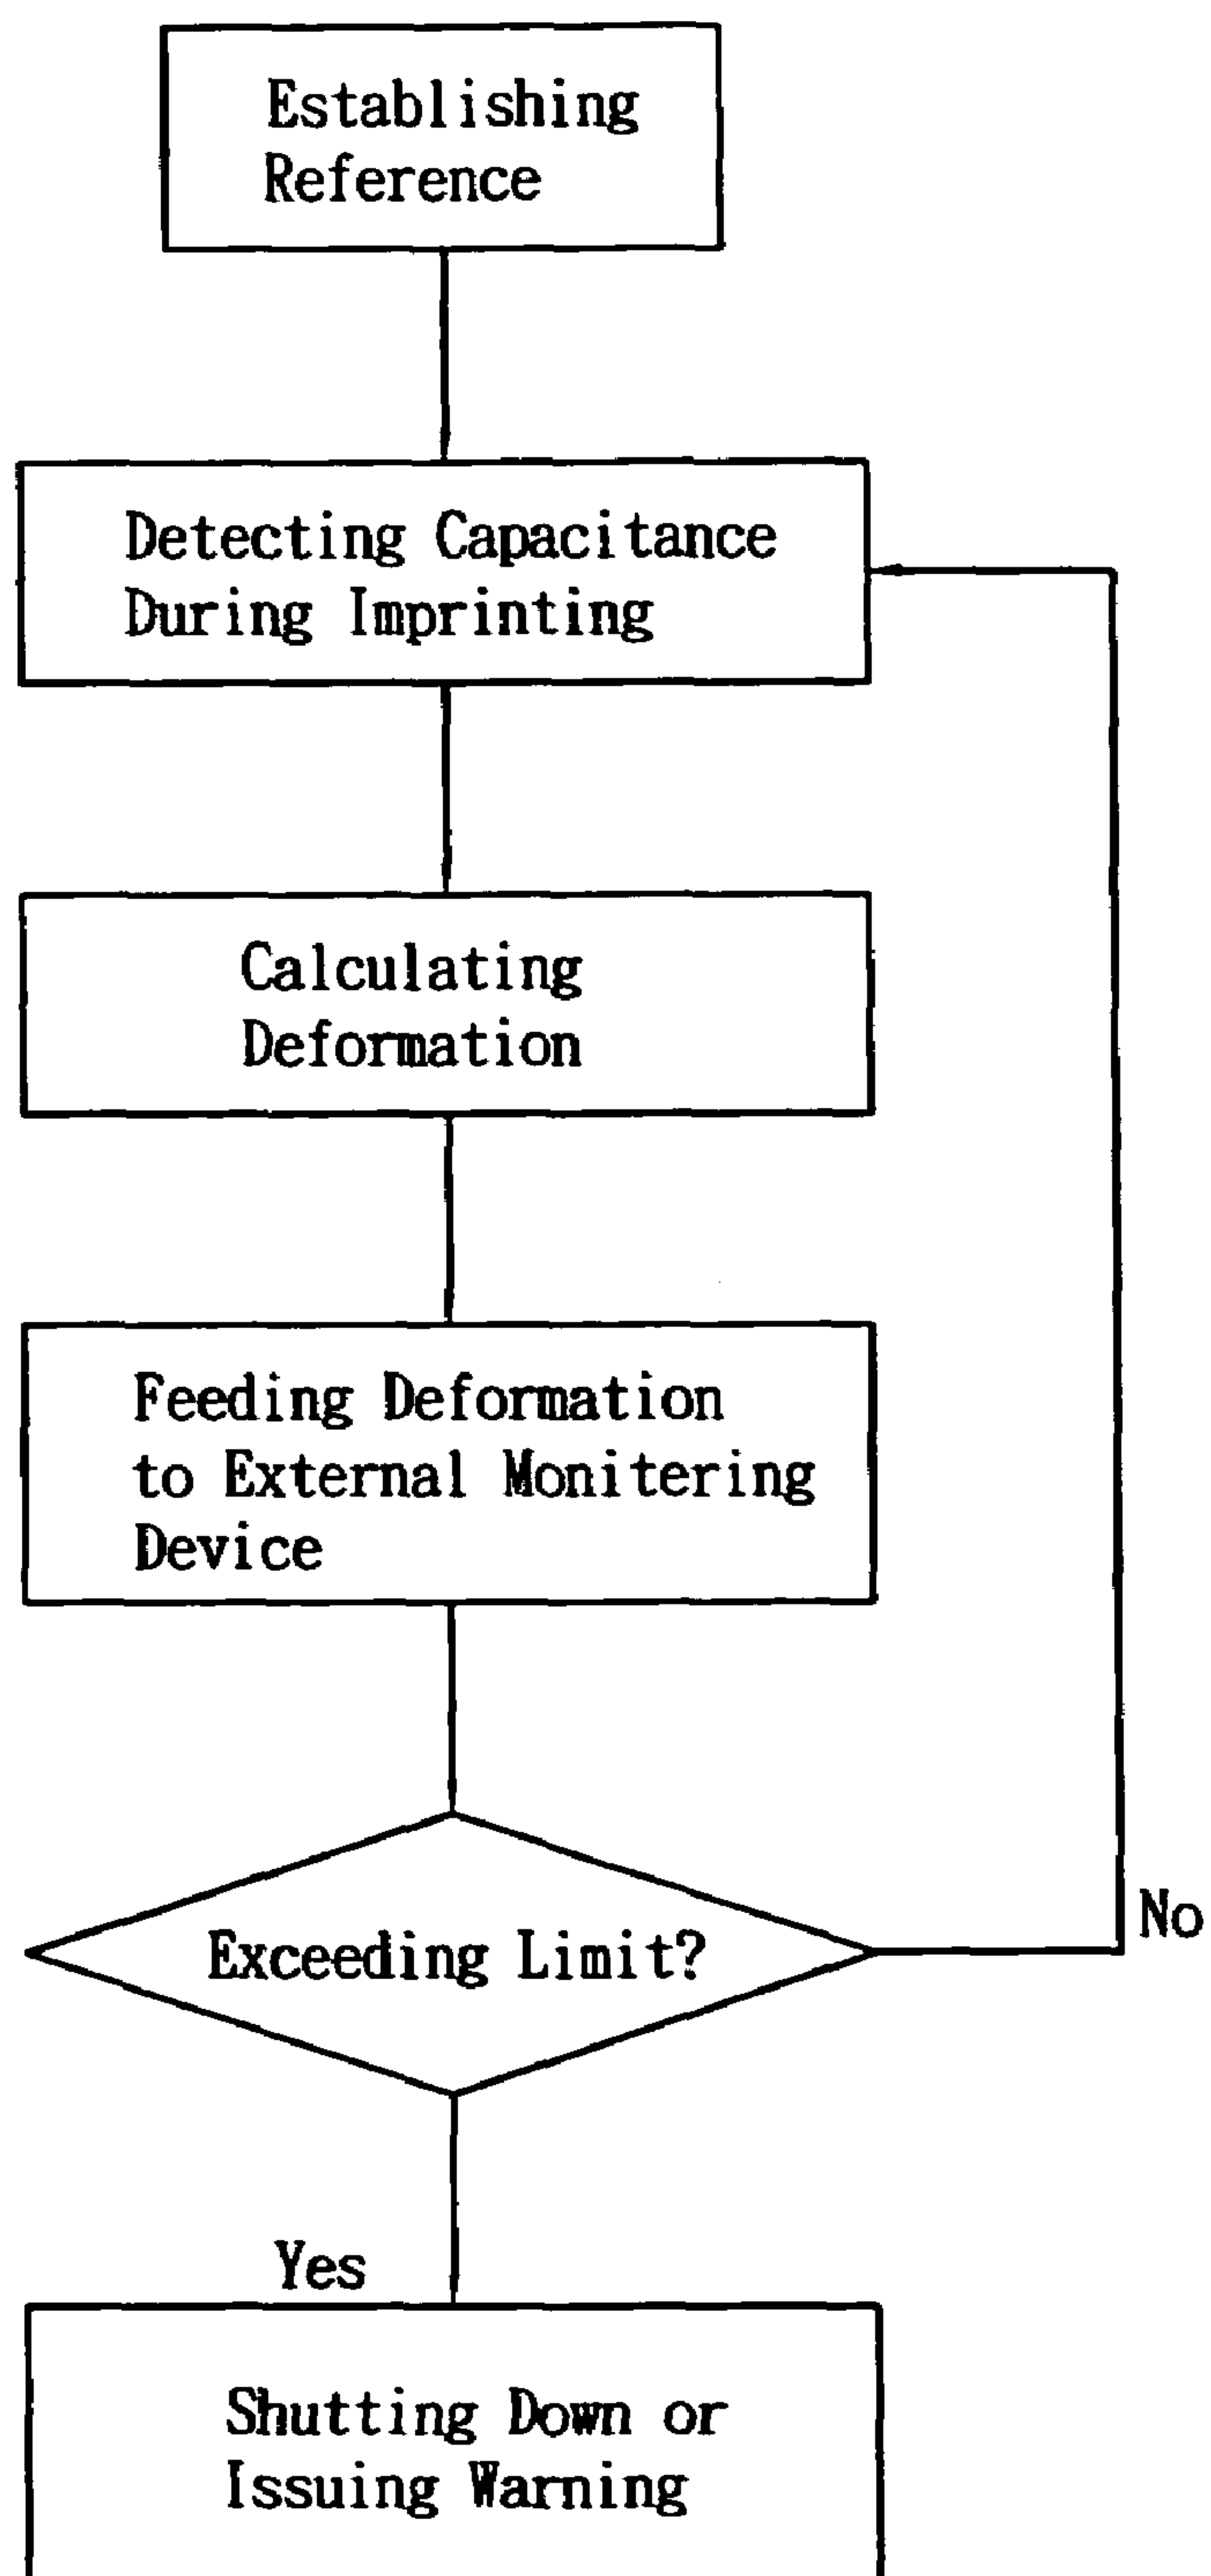 Establishing
Reference
Detecting Capacitance
During Imprinting
Calculating
Deformation
Feeding Deformation
to External Monitering
Device
Exceeding Limit?
No
Yes
Shutting Down or
Issuing Warning